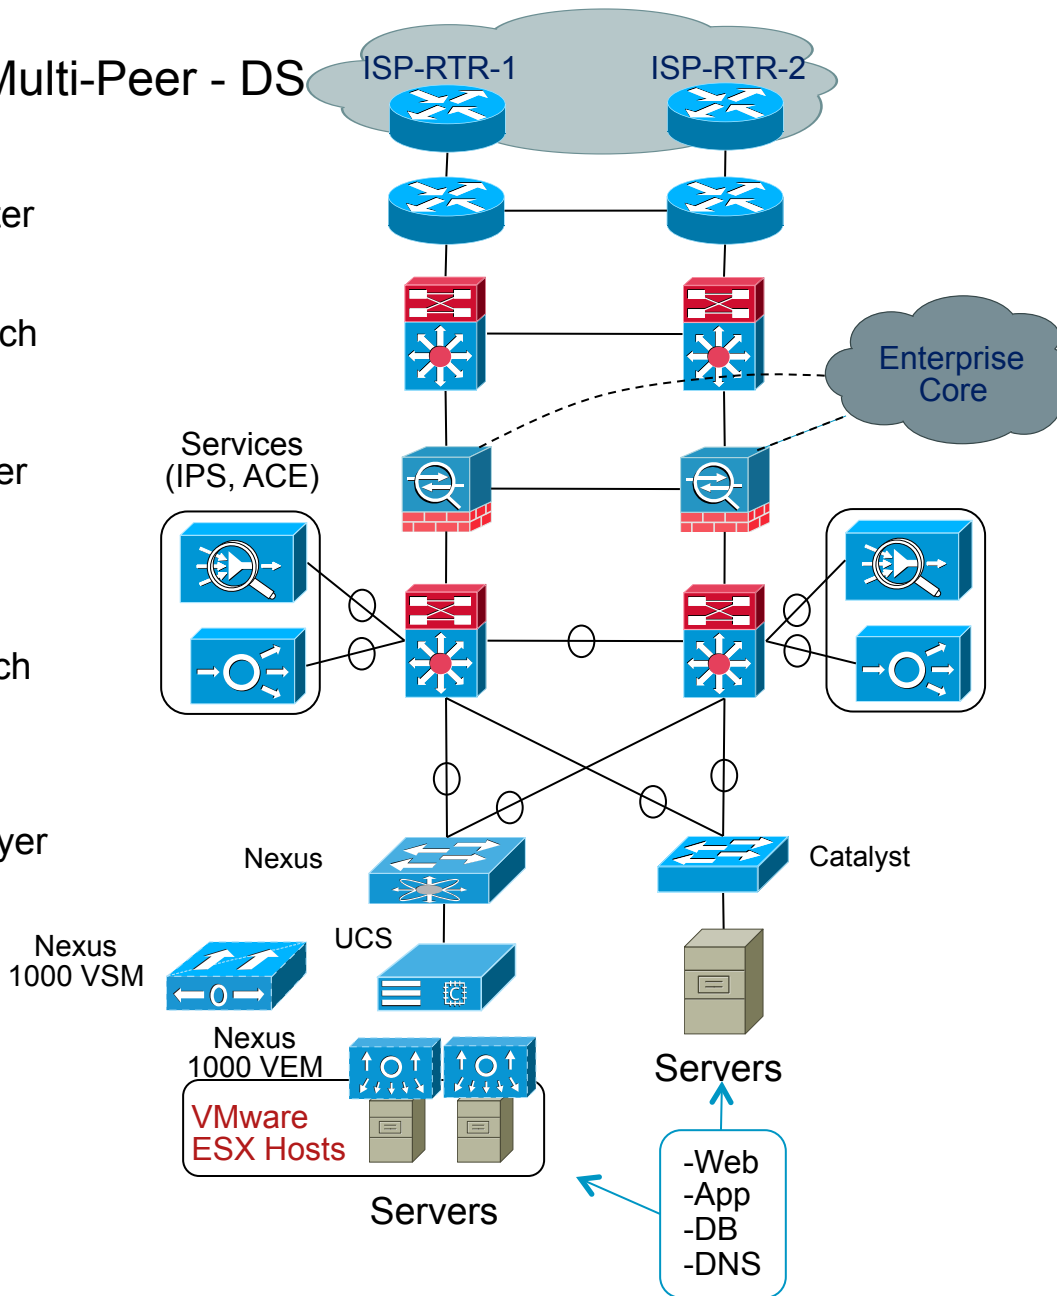 Multi-Peer - DS
ISP-RTR-1
ISP-RTR-2
ter
ch
Enterprise
Core
Services
(IPS, ACE)
er
ch
yer
Nexus
Catalyst
UCS
Nexus
1000 VSM
Nexus
1000 VEM
VMware
ESX Hosts
Servers
Servers
-Web
-App
-DB
-DNS